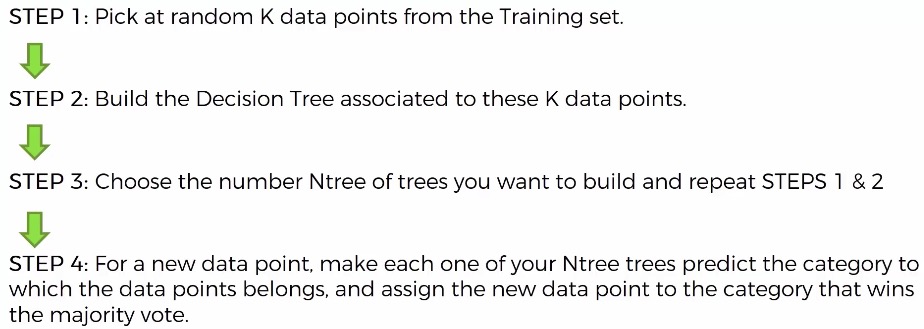 STEP 1: Pick at random K data points from the Training set.
STEP 2: Build the Decision Tree associated to these K data points.
STEP 3: Choose the number Ntree of trees you want to build and repeat STEPS 1 & 2
STEP 4: For a new data point, make each one of your Ntree trees predict the category to
which the data points belongs, and assign the new data point to the category that wins
the majority vote.